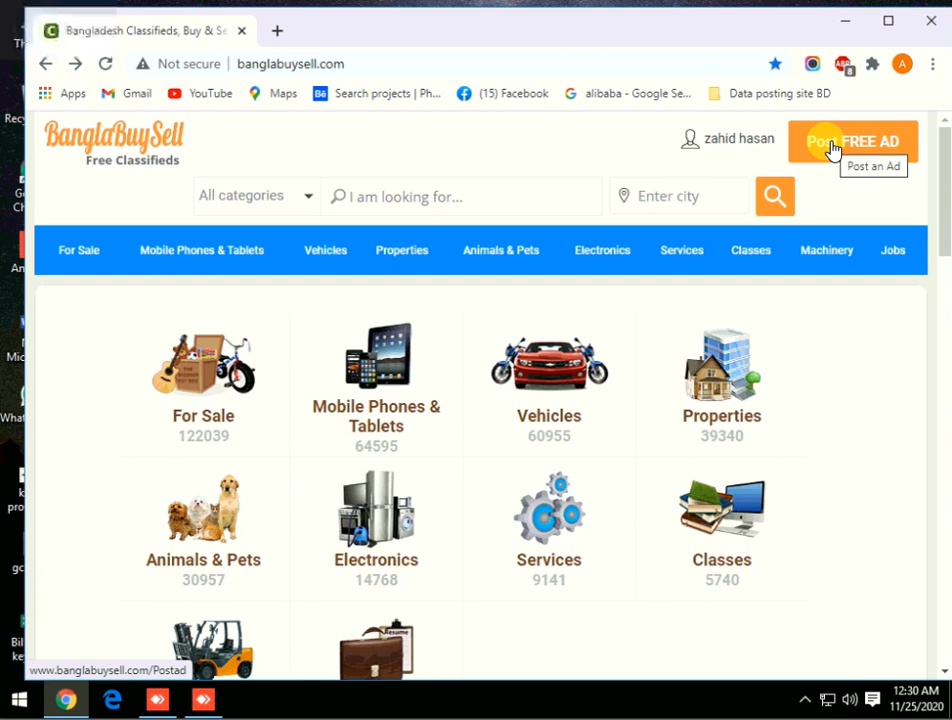 Bangladesh Classifieds, Buy & Se
Not secure
banglabuysell.com
Apps
Gmail
YouTube
Maps
Search projects | Ph...
(15) Facebook
alibaba - Google Se...
Data posting site BD
BanglaBuySell
Free Classifieds
zahid hasan
Post FREE AD
Post an Ad
All categories
I am looking for...
Enter city
For Sale
Mobile Phones & Tablets
Vehicles
Properties
Animals & Pets
Electronics
Services
Classes
Machinery
Jobs
For Sale
122039
Mobile Phones &
Tablets
64595
Vehicles
60955
Properties
39340
Animals & Pets
30957
Electronics
14768
Services
9141
Classes
5740
www.banglabuysell.com/Postad
12:30 AM
11/25/2020